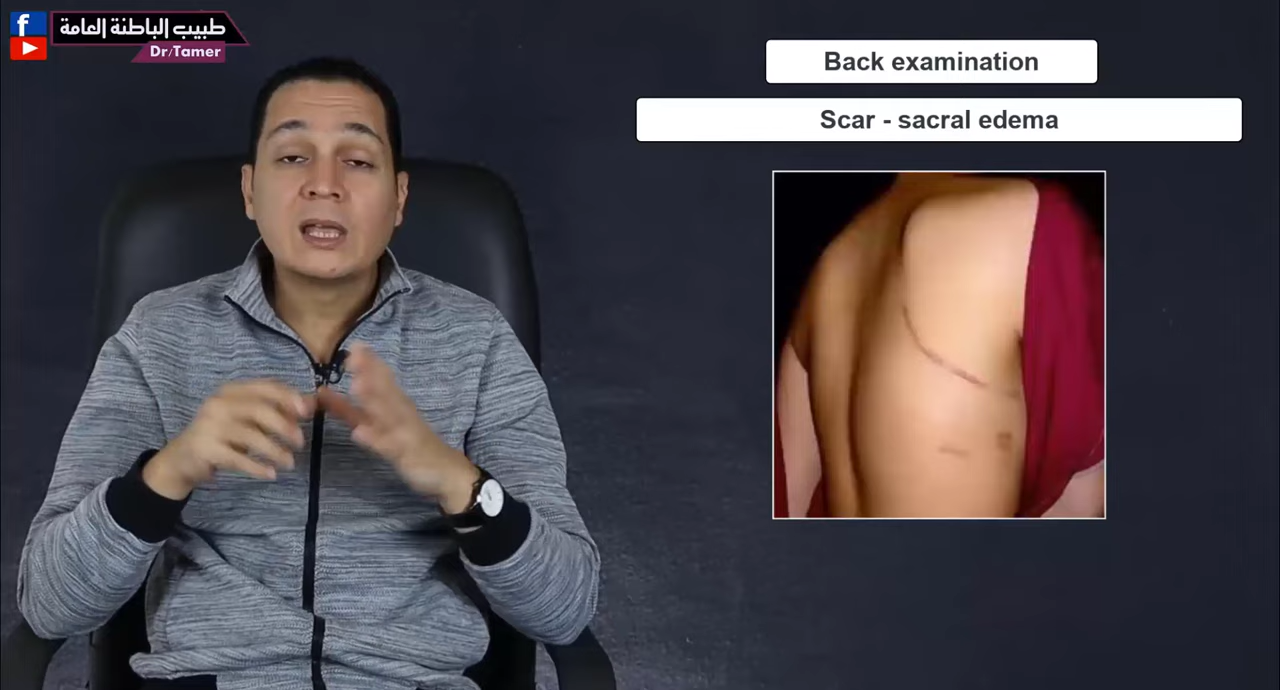 f
طبيب الباطنة العامة
Dr/Tamer
Back examination
Scar - sacral edema